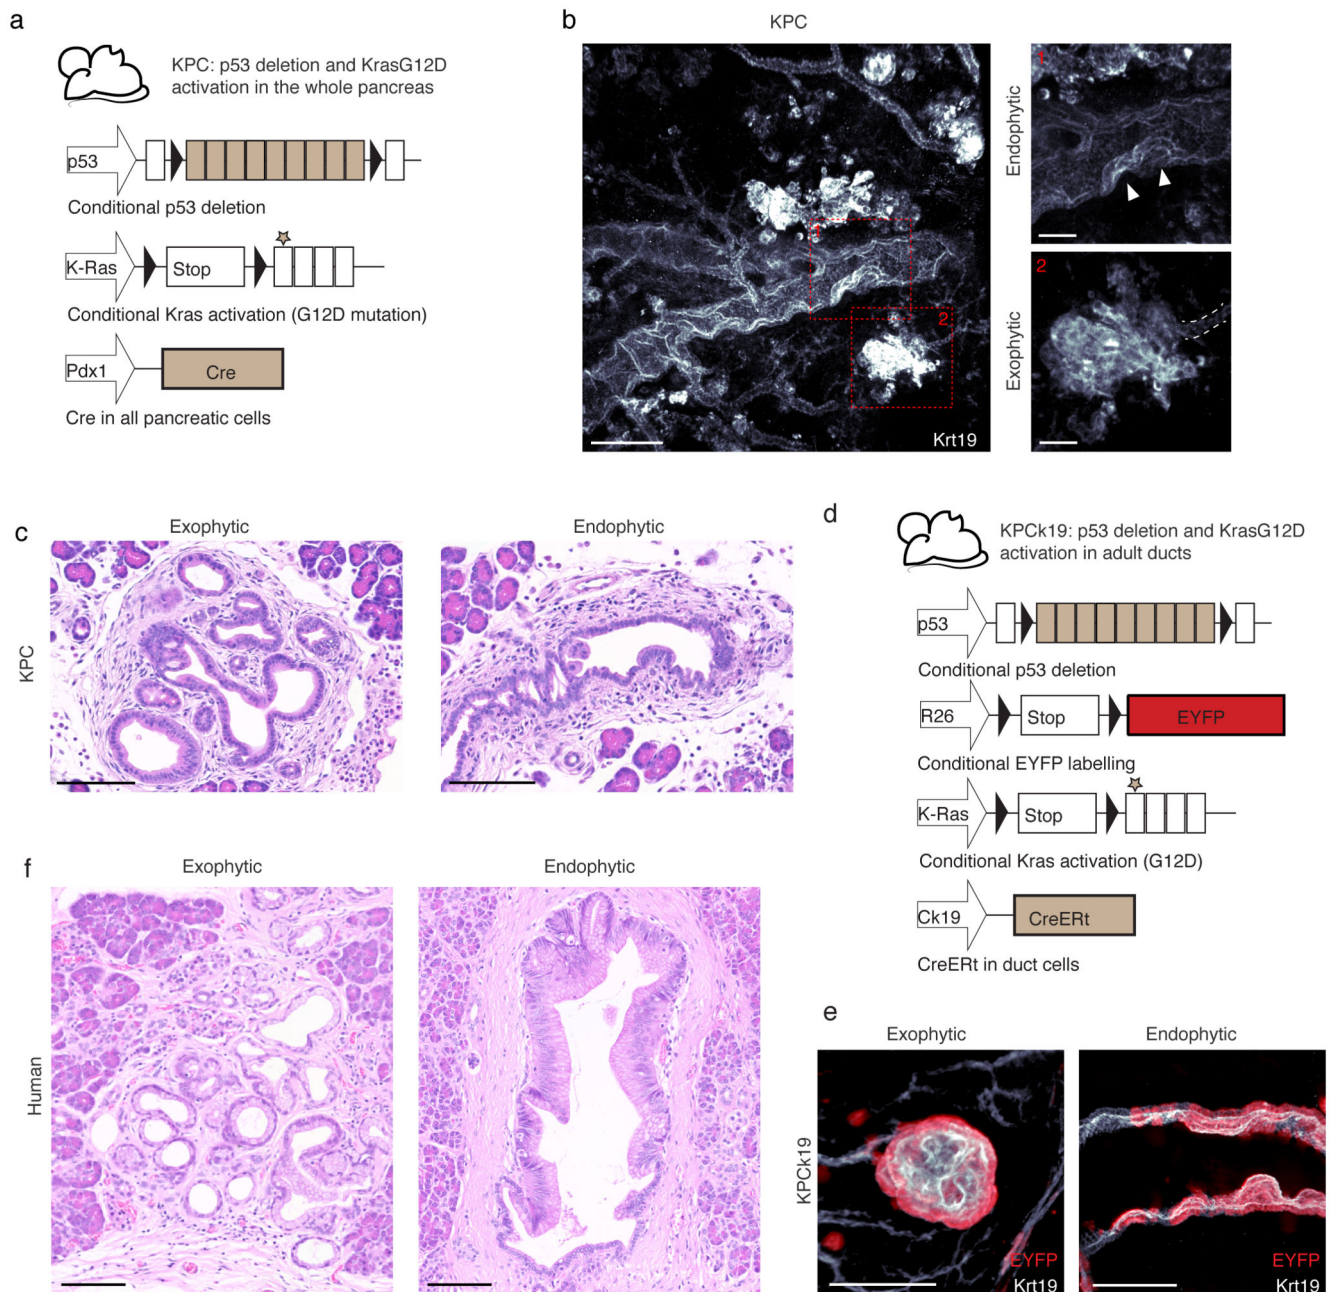 a
KPC: p53 deletion and KrasG12D
activation in the whole pancreas
p53
Conditional p53 deletion
K-Ras
Stop
Conditional Kras activation (G12D mutation)
Pdx1
Cre
Cre in all pancreatic cells
b
KPC
1
2
Krt19
Endophytic
1
Exophytic
2
c
Exophytic
Endophytic
KPC
d
KPCk19: p53 deletion and KrasG12D
activation in adult ducts
p53
Conditional p53 deletion
R26
Stop
EYFP
Conditional EYFP labelling
K-Ras
Stop
Conditional Kras activation (G12D)
Ck19
CreERt
CreERt in duct cells
f
Exophytic
Endophytic
Human
e
Exophytic
Endophytic
KPCk19
EYFP
Krt19
EYFP
Krt19